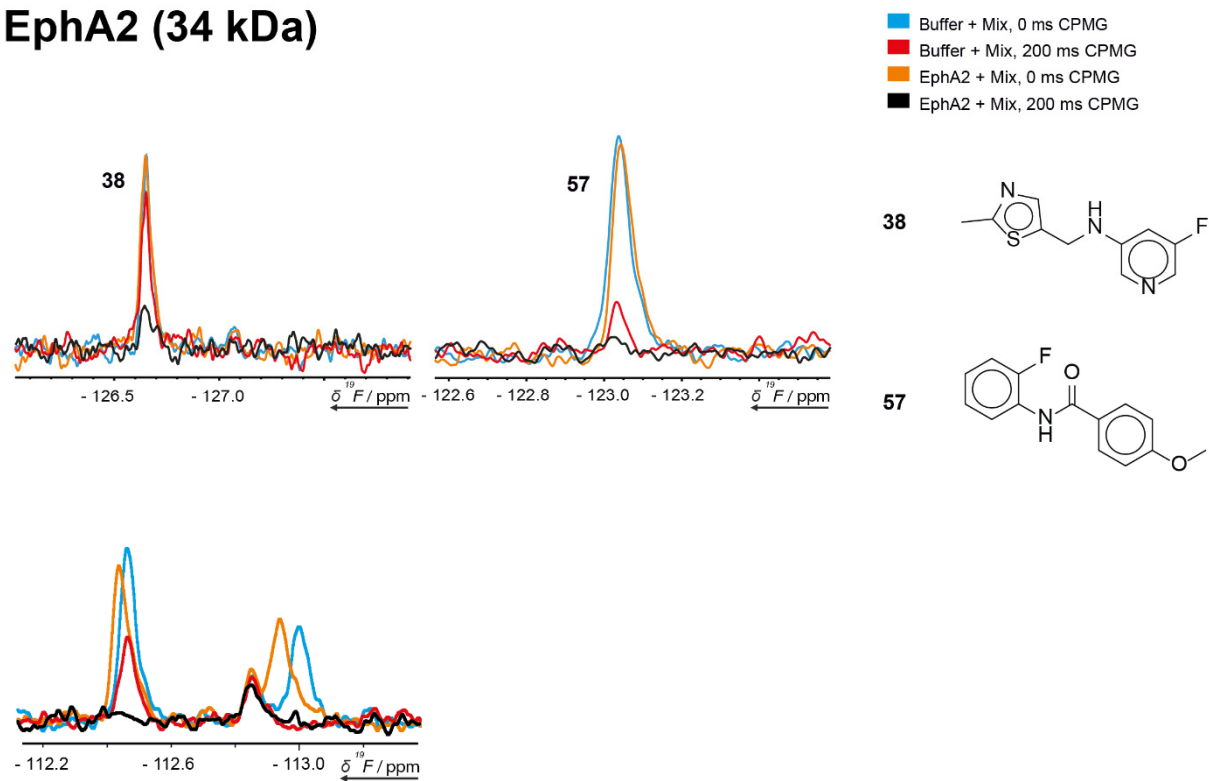 EphA2 (34 kDa)
Buffer + Mix, 0 ms CPMG
Buffer + Mix, 200 ms CPMG
EphA2 + Mix, 0 ms CPMG
EphA2 + Mix, 200 ms CPMG
38
57
- 126.5 - 127.0 δ ¹⁹F / ppm
- 122.6 - 122.8 - 123.0 - 123.2 δ ¹⁹F / ppm
38
N
S
H
N
F
N
57
F
O
N
H
O
- 112.2 - 112.6 - 113.0 δ ¹⁹F / ppm